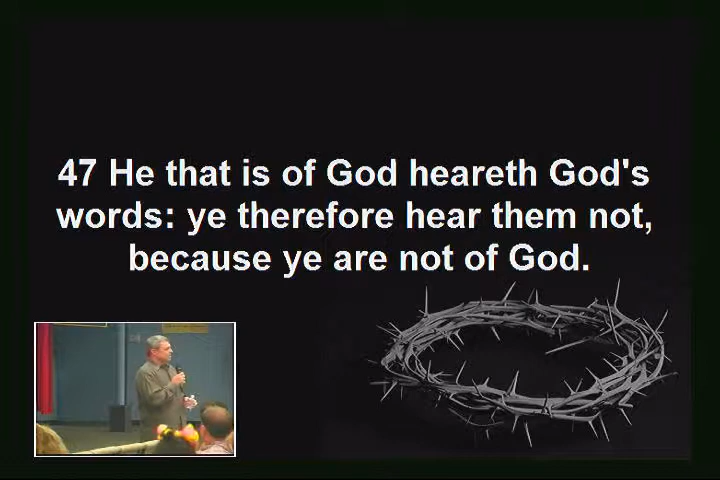 47 He that is of God heareth God's
words: ye therefore hear them not,
because ye are not of God.